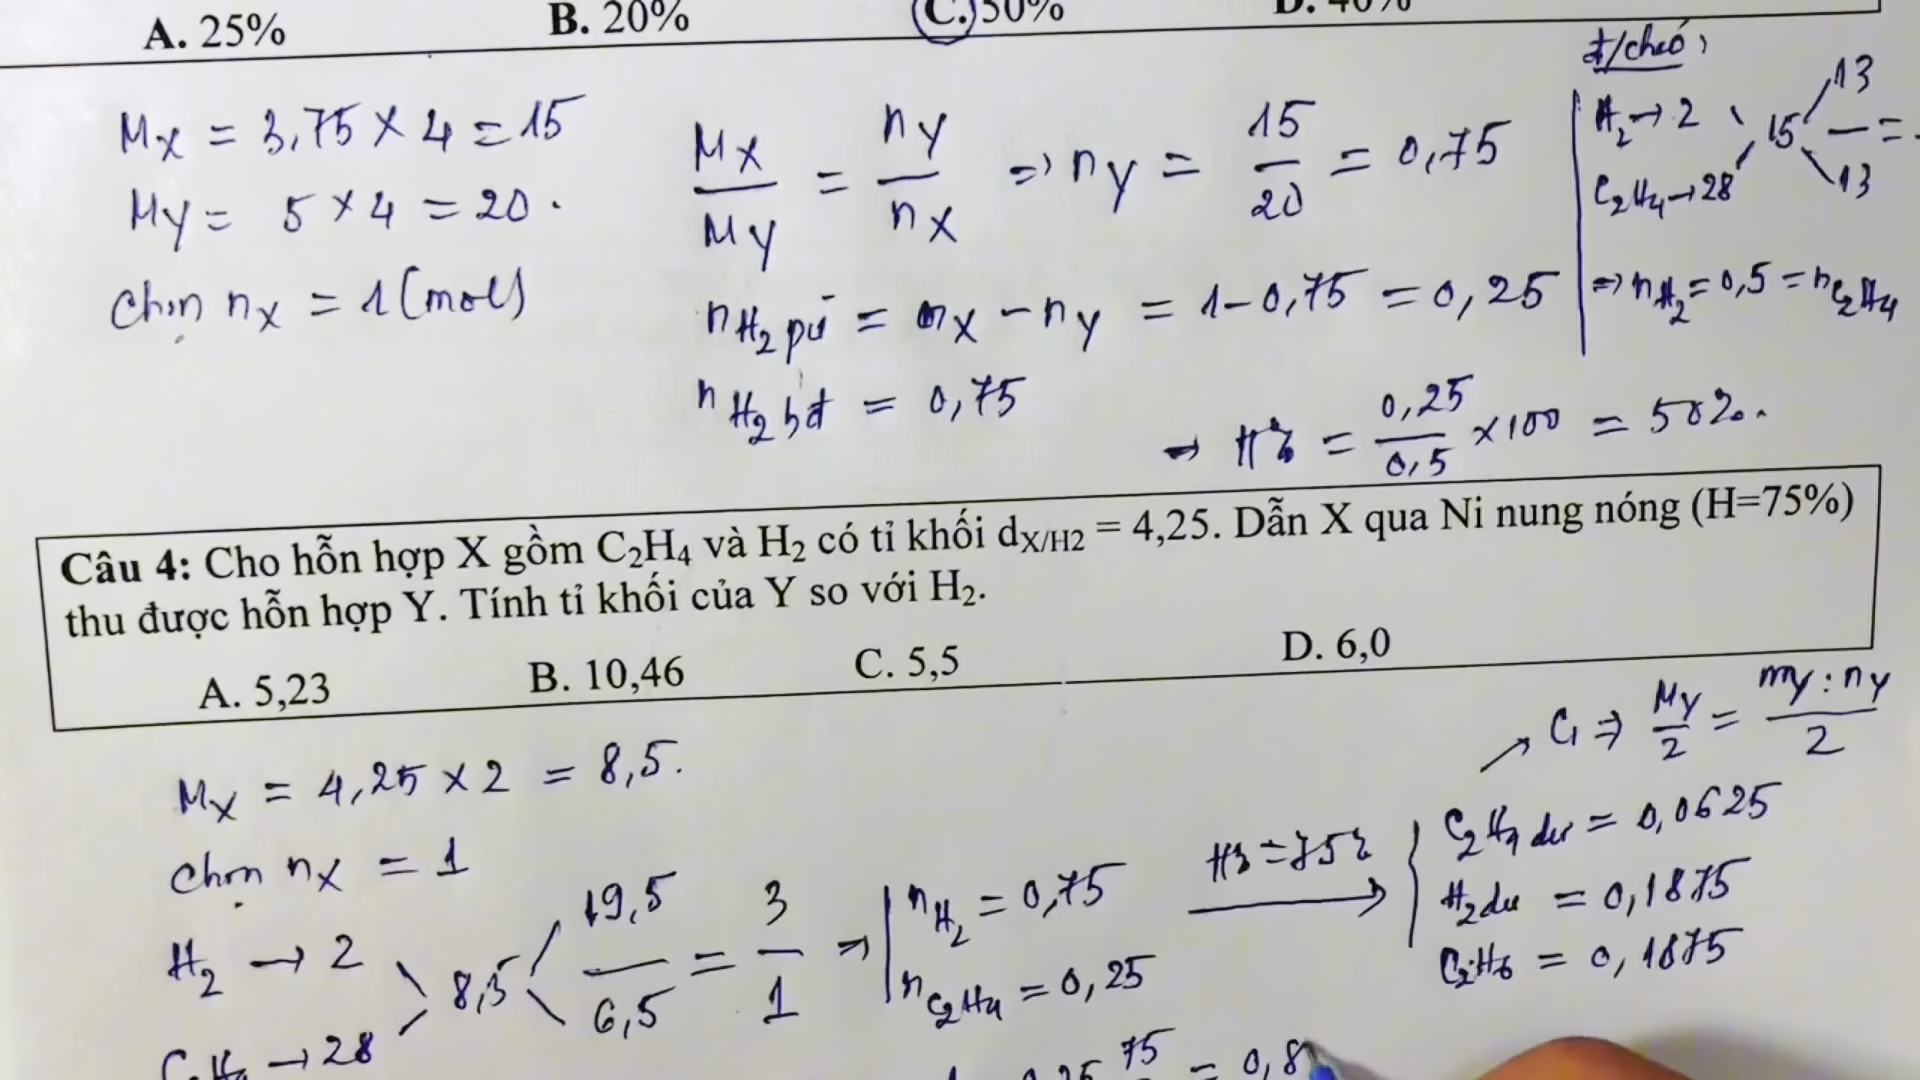 A. 25% B. 20% C. 50% D. 40%
Mx = 3,75 × 4 = 15
My = 5 × 4 = 20.
Chọn nx = 1 (mol)
Mx/My = ny/nx => ny = 15/20 = 0,75
nH2 pứ = nx - ny = 1 - 0,75 = 0,25
nH2 bđ = 0,75
đ/chéo:
H2 → 2 15 13
C2H4 → 28 13 =
=> nH2 = 0,5 = nC2H4
→ H% = 0,25/0,5 × 100 = 50%.
Câu 4: Cho hỗn hợp X gồm C2H4 và H2 có tỉ khối dX/H2 = 4,25. Dẫn X qua Ni nung nóng (H=75%)
thu được hỗn hợp Y. Tính tỉ khối của Y so với H2.
A. 5,23 B. 10,46 C. 5,5 D. 6,0
Mx = 4,25 × 2 = 8,5.
Chọn nx = 1
H2 → 2 8,5 19,5/6,5 = 3/1 => nH2 = 0,75
C2H4 → 28 nC2H4 = 0,25
H% = 75%
C1 => My/2 = my : ny/2
C2H4 dư = 0,0625
H2 dư = 0,1875
C2H6 = 0,1875
75 = 0,8